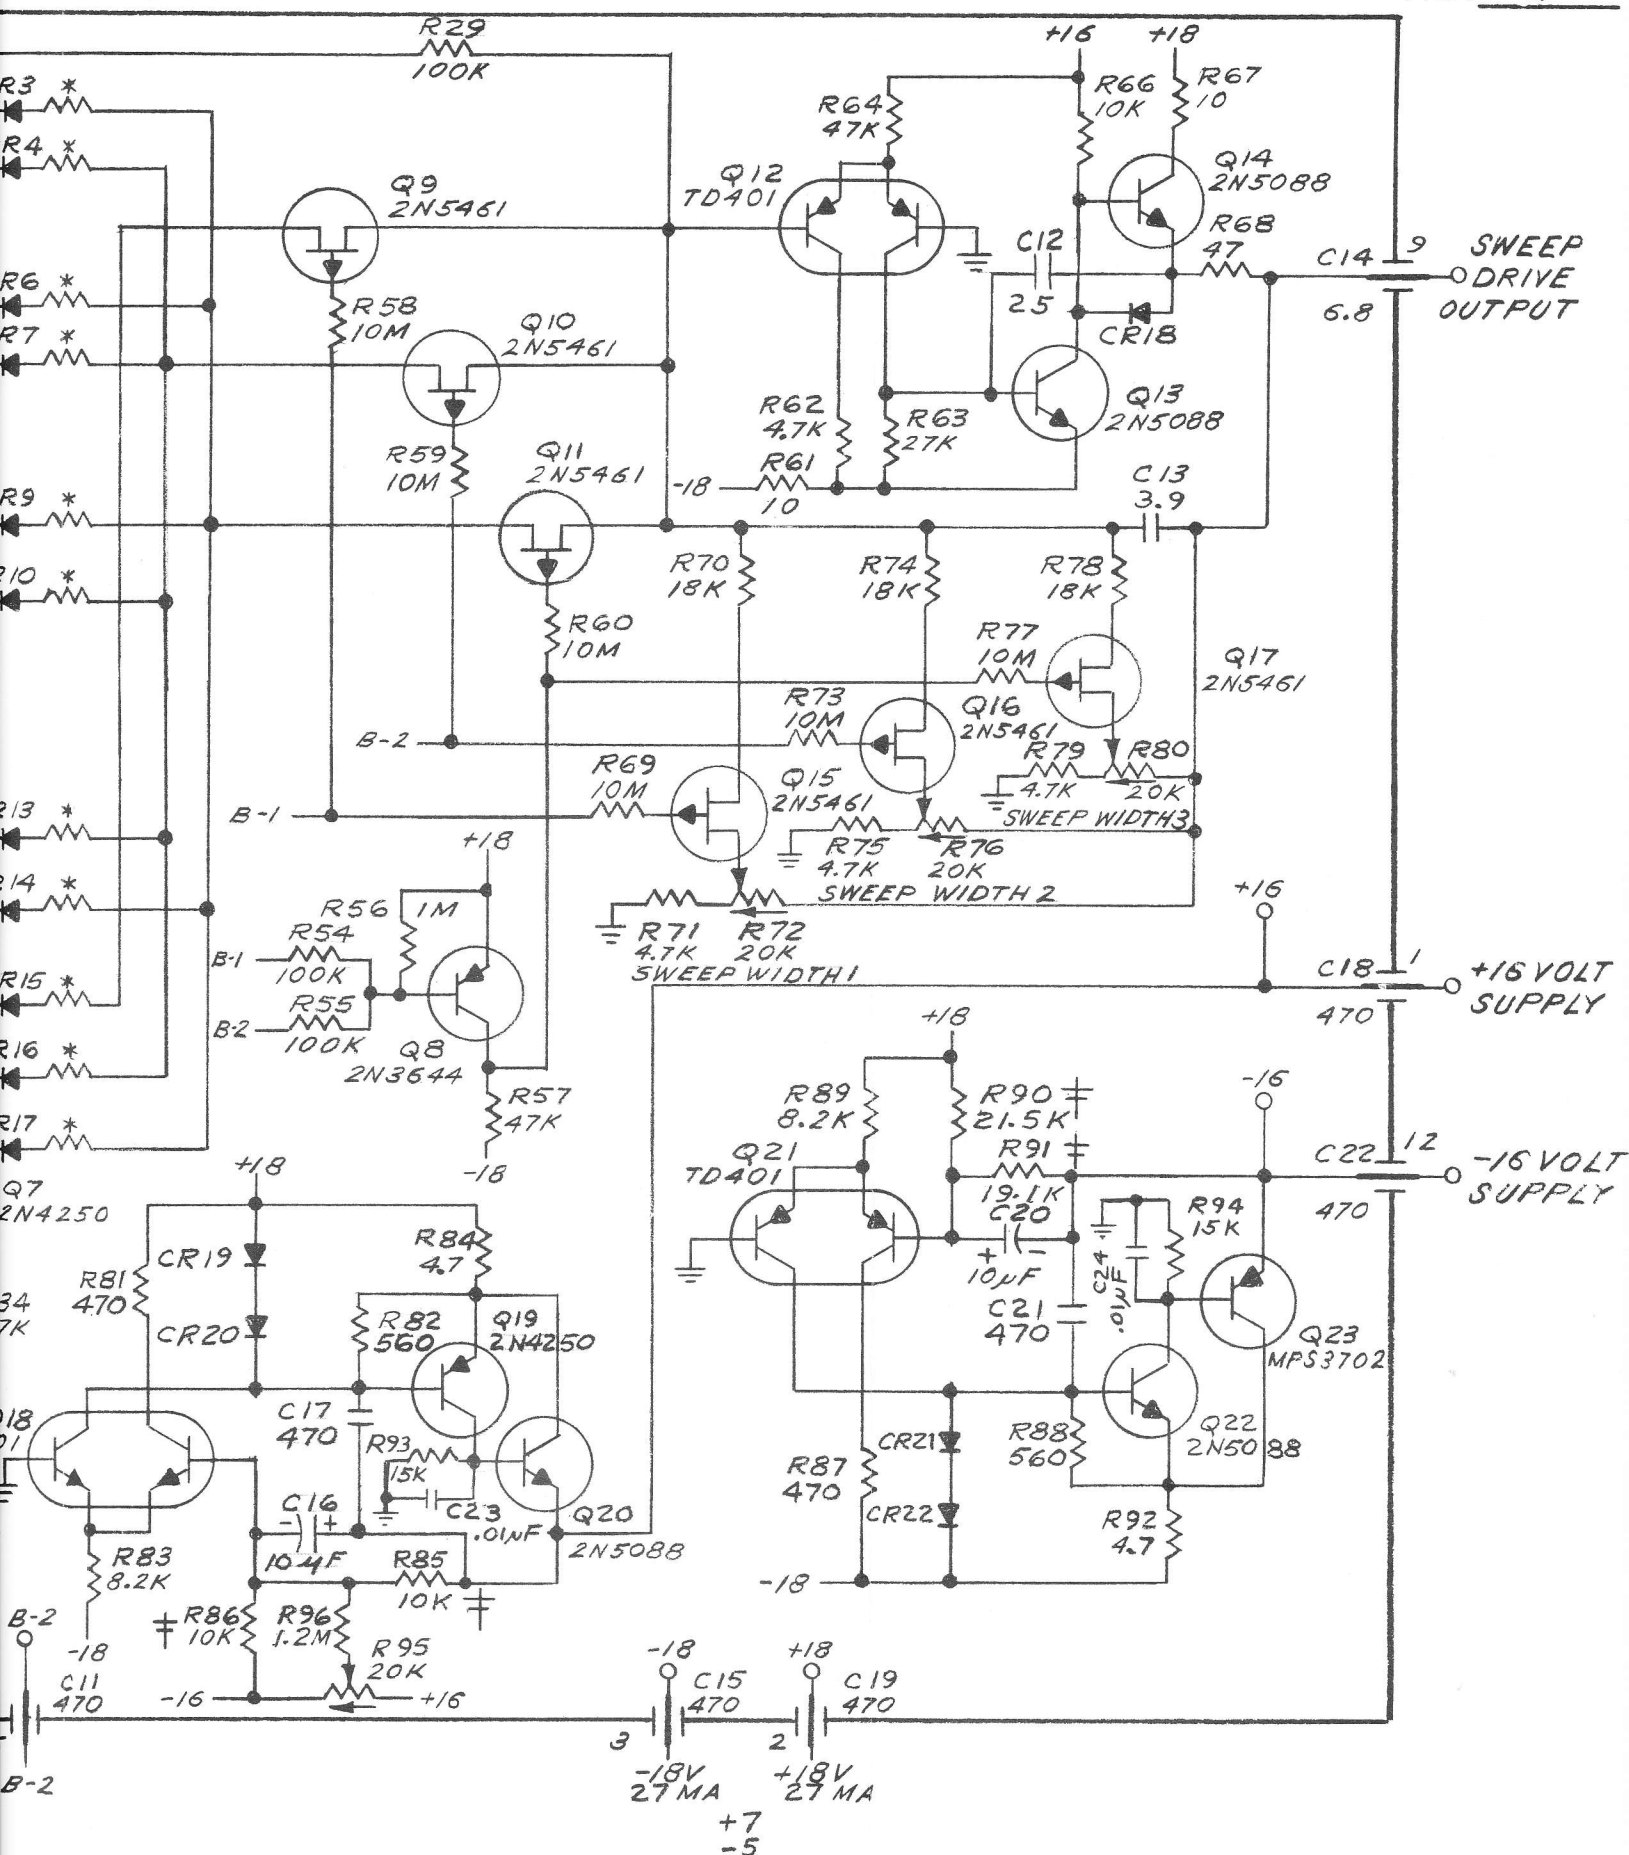 R29
100K
+16
+18
R3 *
R66
10K
R67
10
R64
47K
R4 *
Q12
TD401
Q14
2N5088
Q9
2N5461
R68
47
C12
25
C14
9
6.8
SWEEP
DRIVE
OUTPUT
R6 *
R58
10M
Q10
2N5461
R7 *
CR18
Q13
2N5088
R62
4.7K
R63
27K
R59
10M
Q11
2N5461
R61
10
-18
C13
3.9
R9 *
R70
18K
R74
18K
R78
18K
10 *
R60
10M
R77
10M
Q17
2N5461
R73
10M
Q16
2N5461
B-2
R79
4.7K
R80
20K
SWEEP WIDTH3
R69
10M
Q15
2N5461
B-1
13 *
+18
R75
4.7K
R76
20K
SWEEP WIDTH 2
14 *
R56 1M
+16
R54
100K
B-1
R71
4.7K
R72
20K
SWEEP WIDTH1
C18
1
470
+16 VOLT
SUPPLY
R15 *
R55
100K
B-2
Q8
2N3644
+18
R16 *
R57
47K
-18
R89
8.2K
R90
21.5K
-16
R17 *
R91
19.1K
Q21
TD401
C22
12
470
-16 VOLT
SUPPLY
+18
Q7
2N4250
C20
+ -
10µF
R94
15K
C24
.01µF
CR19
R84
4.7
R81
470
34
7K
CR20
R82
560
Q19
2N4250
C21
470
Q23
MPS3702
18
01
C17
470
R93
15K
CR21
R88
560
Q22
2N5088
R87
470
C16
- +
10µF
C23
.01µF
Q20
2N5088
CR22
R92
4.7
R83
8.2K
R85
10K
-18
B-2
R86
10K
R96
1.2M
-18
R95
20K
-18
+18
C11
470
-16
+16
C15
470
C19
470
3
2
B-2
-18V
27MA
+18V
27MA
+7
-5